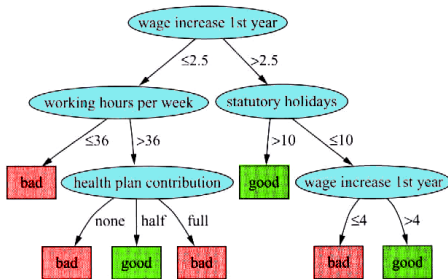 wage increase 1st year
≤2.5
>2.5
working hours per week
statutory holidays
≤36
>36
>10
≤10
bad
health plan contribution
good
wage increase 1st year
none
half
full
≤4
>4
bad
good
bad
bad
good